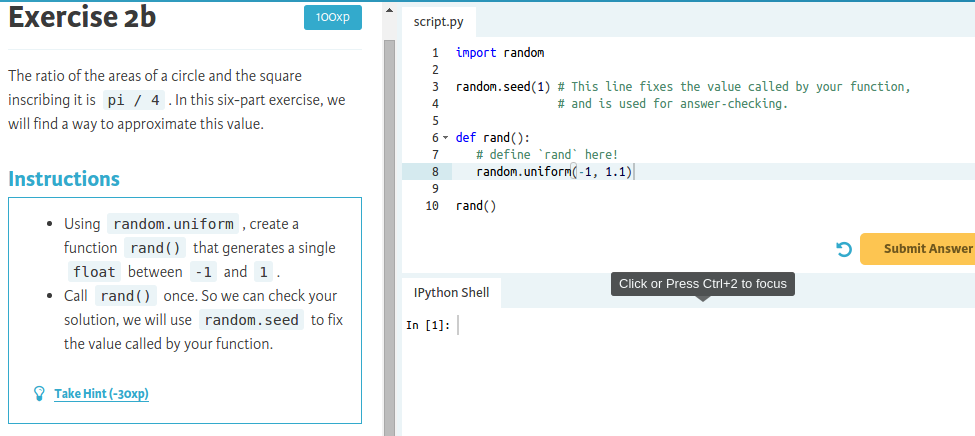 Exercise 2b
100xp
The ratio of the areas of a circle and the square
inscribing it is pi / 4 . In this six-part exercise, we
will find a way to approximate this value.
Instructions
• Using random.uniform , create a
function rand() that generates a single
float between -1 and 1 .
• Call rand() once. So we can check your
solution, we will use random.seed to fix
the value called by your function.
Take Hint (-30xp)
script.py
1 import random
2
3 random.seed(1) # This line fixes the value called by your function,
4 # and is used for answer-checking.
5
6 def rand():
7 # define `rand` here!
8 random.uniform(-1, 1.1)
9
10 rand()
Submit Answer
Click or Press Ctrl+2 to focus
IPython Shell
In [1]: